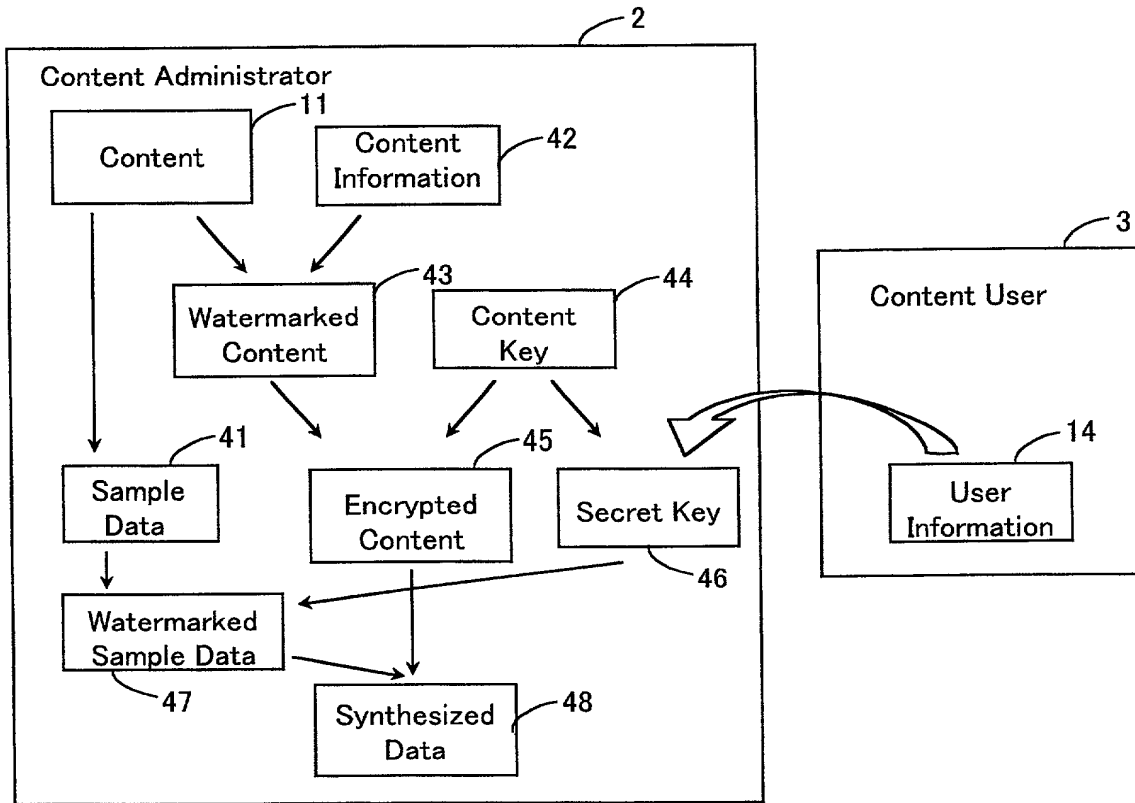 2
Content Administrator
11
Content
Content
Information
42
3
Content User
43
Watermarked
Content
44
Content
Key
41
Sample
Data
45
Encrypted
Content
Secret Key
46
14
User
Information
Watermarked
Sample Data
47
Synthesized
Data
48